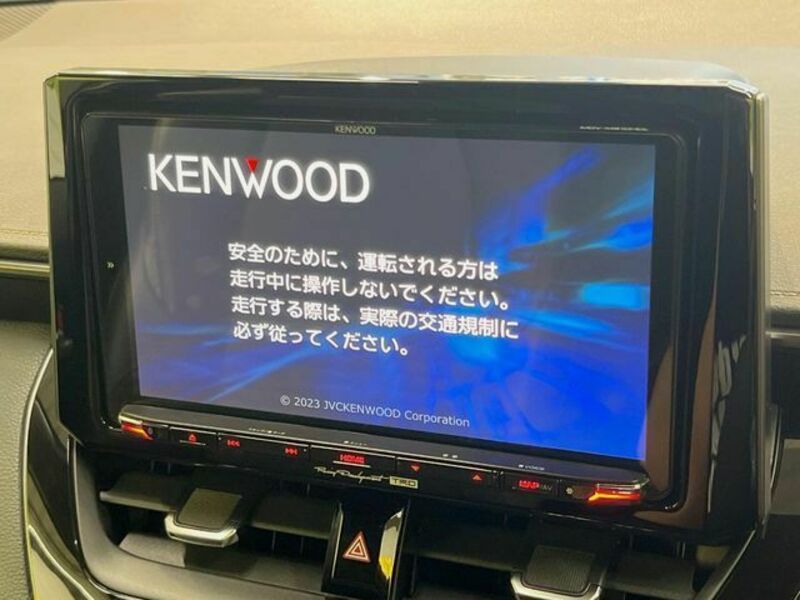 KENWOOD
KENWOOD
安全のために、運転される方は
走行中に操作しないでください。
走行する際は、実際の交通規制に
必ず従ってください。
© 2023 JVCKENWOOD Corporation
HOME
VOICE
MAP/AV
TRD